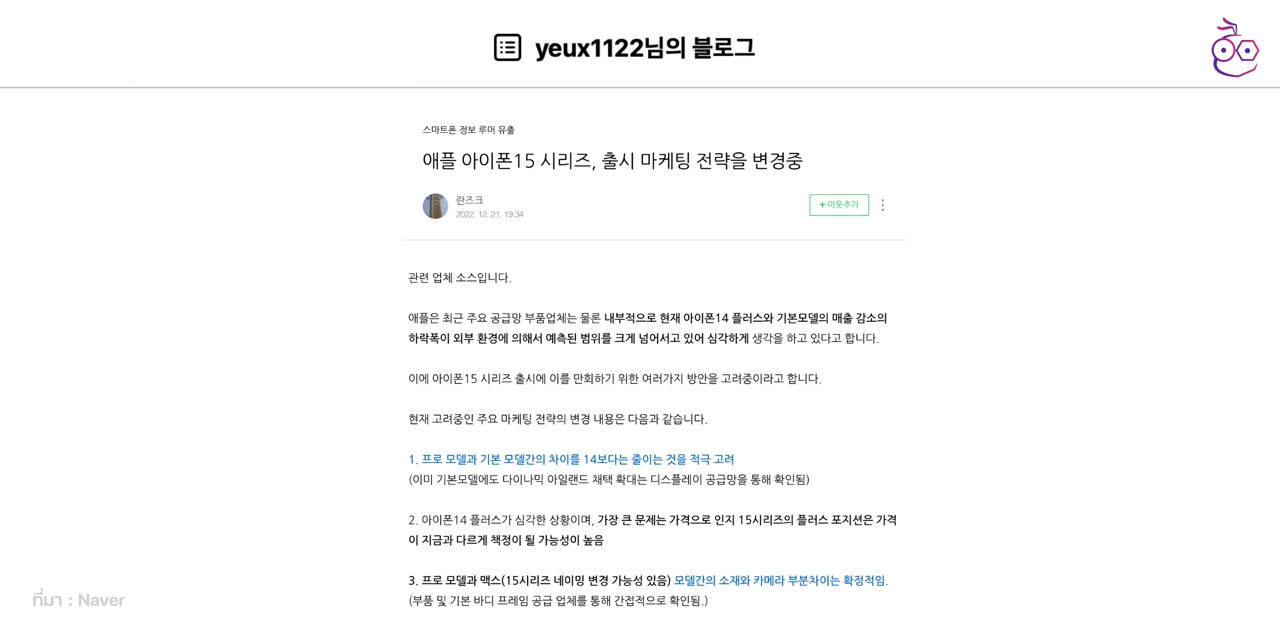 yeux1122님의 블로그
스마트폰 정보 루머 유출
애플 아이폰15 시리즈, 출시 마케팅 전략을 변경중
란즈크
2022. 12. 21. 19:34
+ 이웃추가
관련 업체 소스입니다.
애플은 최근 주요 공급망 부품업체는 물론 내부적으로 현재 아이폰14 플러스와 기본모델의 매출 감소의
하락폭이 외부 환경에 의해서 예측된 범위를 크게 넘어서고 있어 심각하게 생각을 하고 있다고 합니다.
이에 아이폰15 시리즈 출시에 이를 만회하기 위한 여러가지 방안을 고려중이라고 합니다.
현재 고려중인 주요 마케팅 전략의 변경 내용은 다음과 같습니다.
1. 프로 모델과 기본 모델간의 차이를 14보다는 줄이는 것을 적극 고려
(이미 기본모델에도 다이나믹 아일랜드 채택 확대는 디스플레이 공급망을 통해 확인됨)
2. 아이폰14 플러스가 심각한 상황이며, 가장 큰 문제는 가격으로 인지 15시리즈의 플러스 포지션은 가격
이 지금과 다르게 책정이 될 가능성이 높음
3. 프로 모델과 맥스(15시리즈 네이밍 변경 가능성 있음) 모델간의 소재와 카메라 부분차이는 확정적임.
(부품 및 기본 바디 프레임 공급 업체를 통해 간접적으로 확인됨.)
ที่มา : Naver